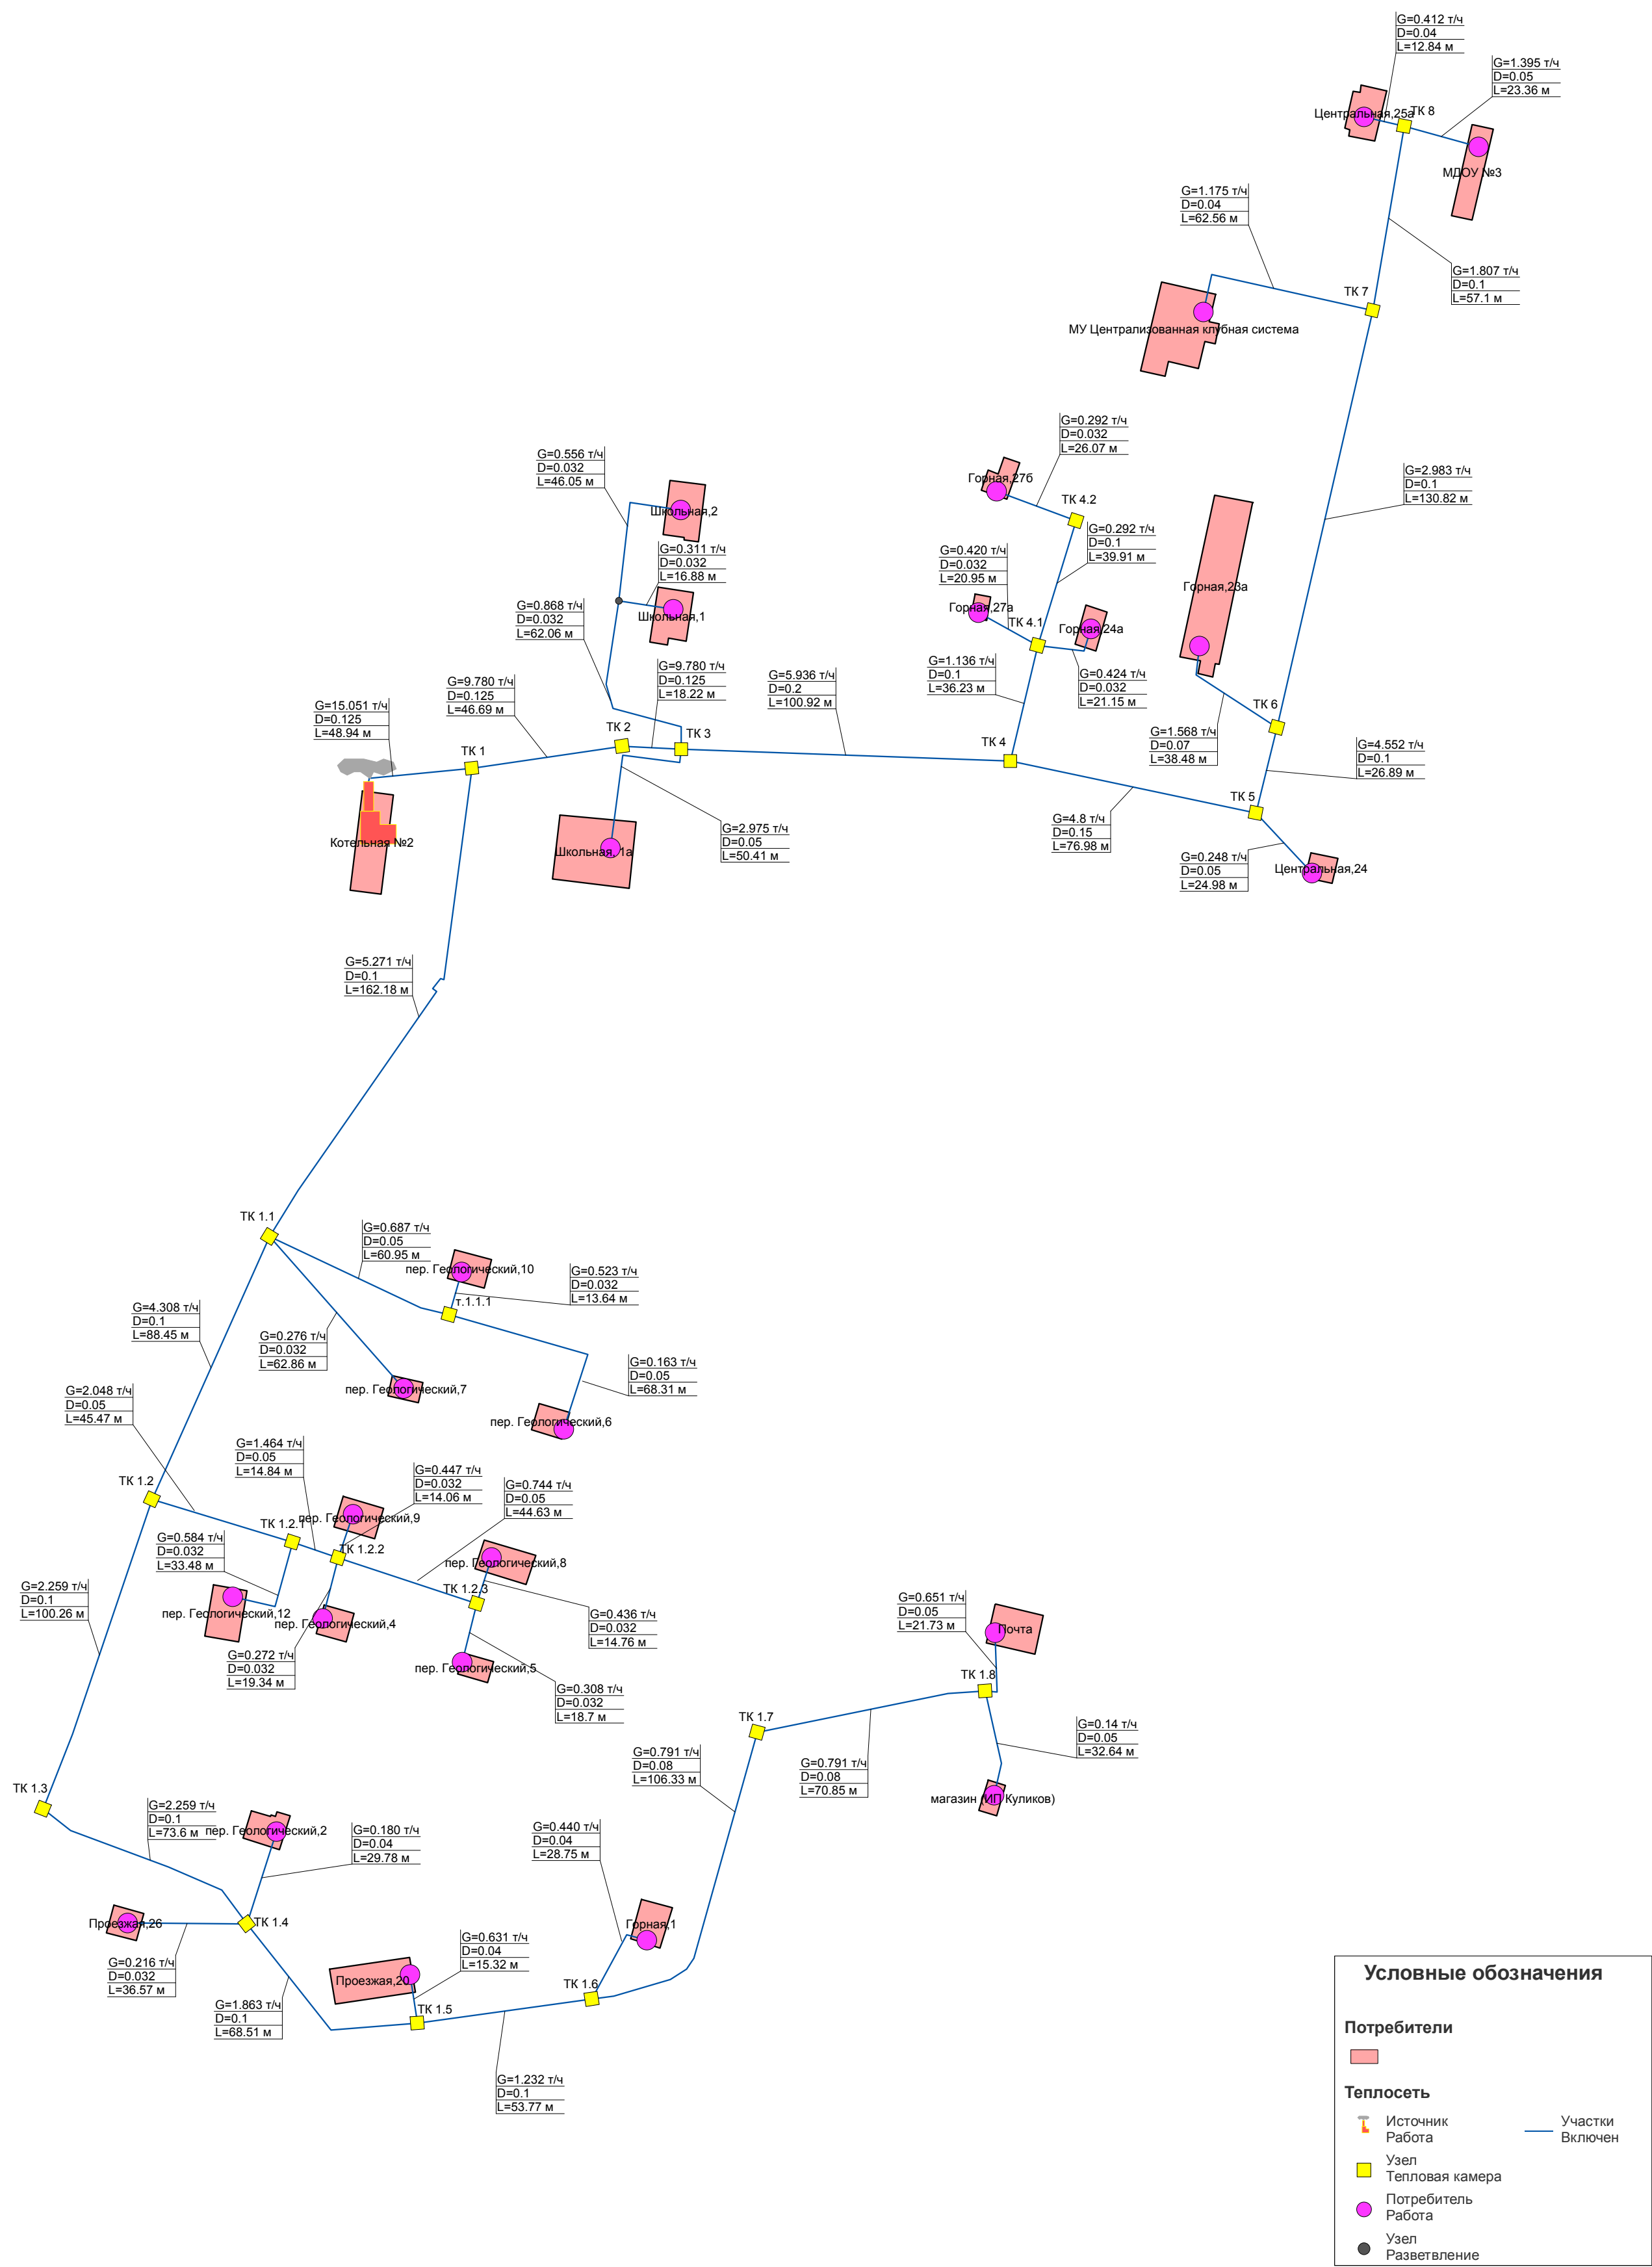 G=0.412 т/ч
D=0.04
L=12.84 м
G=1.395 т/ч
D=0.05
L=23.36 м
Центральная,25а
ТК 8
МДОУ №3
G=1.175 т/ч
D=0.04
L=62.56 м
G=1.807 т/ч
D=0.1
L=57.1 м
ТК 7
МУ Централизованная клубная система
G=0.292 т/ч
D=0.032
L=26.07 м
G=0.556 т/ч
D=0.032
L=46.05 м
Горная,27б
G=2.983 т/ч
D=0.1
L=130.82 м
Школьная,2
ТК 4.2
G=0.292 т/ч
D=0.1
L=39.91 м
G=0.311 т/ч
D=0.032
L=16.88 м
G=0.420 т/ч
D=0.032
L=20.95 м
Горная,23а
G=0.868 т/ч
D=0.032
L=62.06 м
Школьная,1
Горная,27а
ТК 4.1
Горная,24а
G=9.780 т/ч
D=0.125
L=18.22 м
G=1.136 т/ч
D=0.1
L=36.23 м
G=5.936 т/ч
D=0.2
L=100.92 м
G=0.424 т/ч
D=0.032
L=21.15 м
G=9.780 т/ч
D=0.125
L=46.69 м
G=15.051 т/ч
D=0.125
L=48.94 м
ТК 6
G=1.568 т/ч
D=0.07
L=38.48 м
ТК 2
ТК 3
ТК 4
ТК 1
G=4.552 т/ч
D=0.1
L=26.89 м
ТК 5
G=4.8 т/ч
D=0.15
L=76.98 м
G=2.975 т/ч
D=0.05
L=50.41 м
Котельная №2
Школьная, 1а
G=0.248 т/ч
D=0.05
L=24.98 м
Центральная,24
G=5.271 т/ч
D=0.1
L=162.18 м
ТК 1.1
G=0.687 т/ч
D=0.05
L=60.95 м
пер. Геологический,10
G=0.523 т/ч
D=0.032
L=13.64 м
т.1.1.1
G=4.308 т/ч
D=0.1
L=88.45 м
G=0.276 т/ч
D=0.032
L=62.86 м
G=0.163 т/ч
D=0.05
L=68.31 м
пер. Геологический,7
G=2.048 т/ч
D=0.05
L=45.47 м
пер. Геологический,6
G=1.464 т/ч
D=0.05
L=14.84 м
G=0.447 т/ч
D=0.032
L=14.06 м
G=0.744 т/ч
D=0.05
L=44.63 м
ТК 1.2
ТК 1.2.1
пер. Геологический,9
G=0.584 т/ч
D=0.032
L=33.48 м
ТК 1.2.2
пер. Геологический,8
G=2.259 т/ч
D=0.1
L=100.26 м
ТК 1.2.3
пер. Геологический,12
пер. Геологический,4
G=0.436 т/ч
D=0.032
L=14.76 м
G=0.651 т/ч
D=0.05
L=21.73 м
Почта
G=0.272 т/ч
D=0.032
L=19.34 м
пер. Геологический,5
ТК 1.8
G=0.308 т/ч
D=0.032
L=18.7 м
ТК 1.7
G=0.14 т/ч
D=0.05
L=32.64 м
G=0.791 т/ч
D=0.08
L=106.33 м
G=0.791 т/ч
D=0.08
L=70.85 м
ТК 1.3
магазин (ИП Куликов)
G=2.259 т/ч
D=0.1
L=73.6 м
пер. Геологический,2
G=0.180 т/ч
D=0.04
L=29.78 м
G=0.440 т/ч
D=0.04
L=28.75 м
Проезжая,26
ТК 1.4
Горная,1
G=0.631 т/ч
D=0.04
L=15.32 м
G=0.216 т/ч
D=0.032
L=36.57 м
Проезжая,20
ТК 1.6
G=1.863 т/ч
D=0.1
L=68.51 м
ТК 1.5
G=1.232 т/ч
D=0.1
L=53.77 м
Условные обозначения
Потребители
Теплосеть
Источник
Работа
Участки
Включен
Узел
Тепловая камера
Потребитель
Работа
Узел
Разветвление